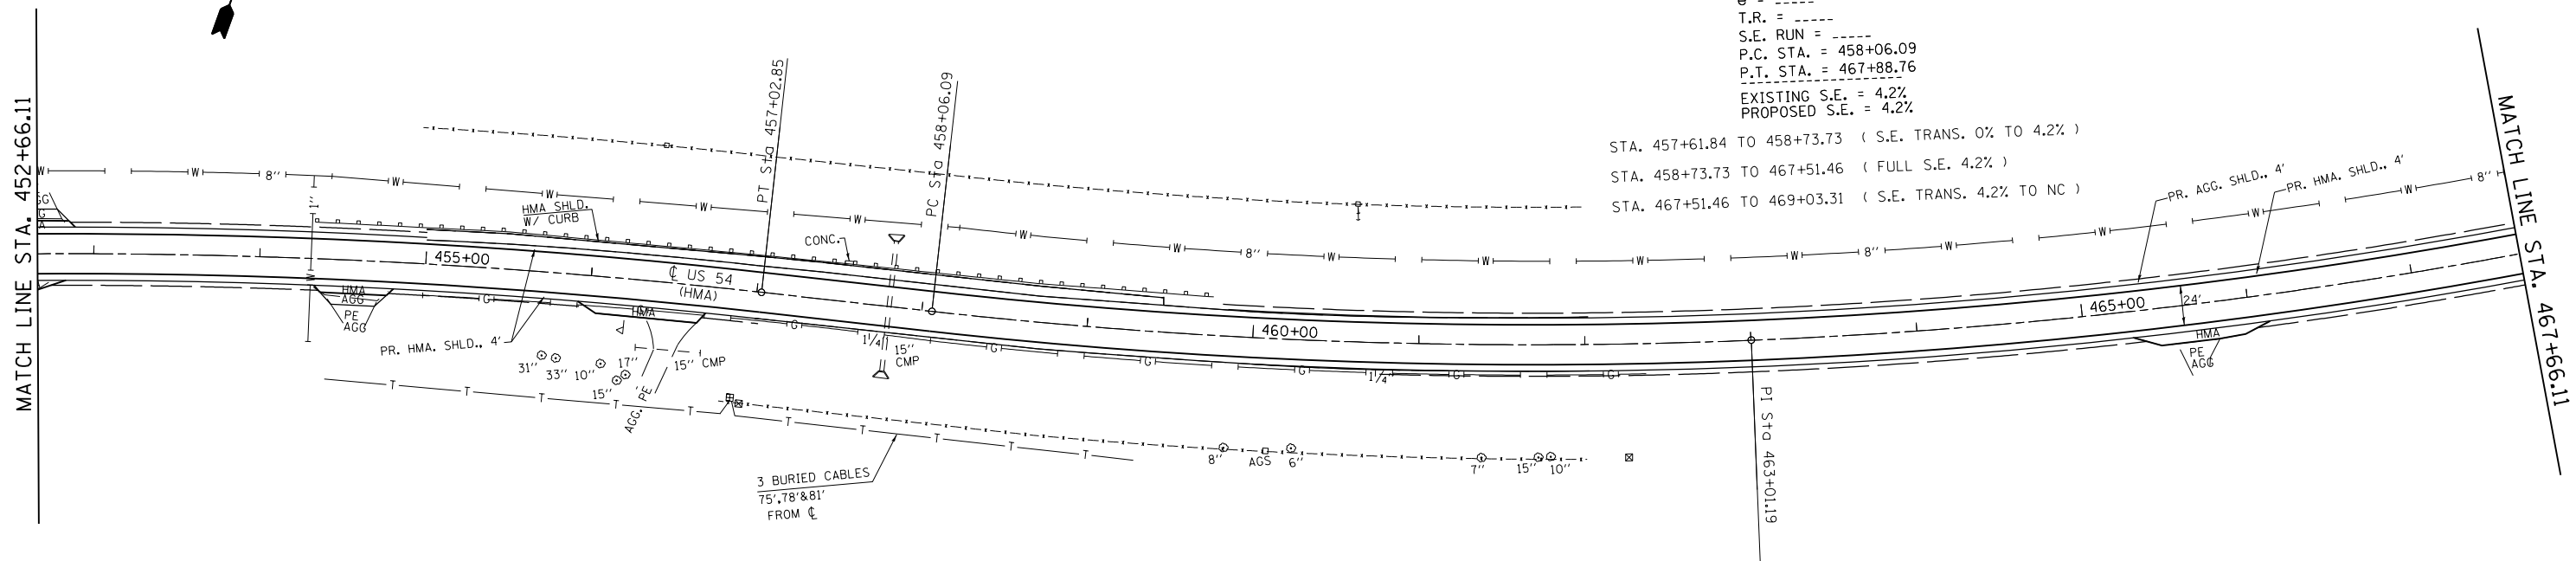 T.R. = -----
S.E. RUN = -----
P.C. STA. = 458+06.09
P.T. STA. = 467+88.76
EXISTING S.E. = 4.2%
PROPOSED S.E. = 4.2%
STA. 457+61.84 TO 458+73.73 ( S.E. TRANS. 0% TO 4.2% )
STA. 458+73.73 TO 467+51.46 ( FULL S.E. 4.2% )
STA. 467+51.46 TO 469+03.31 ( S.E. TRANS. 4.2% TO NC )
MATCH LINE STA. 452+66.11
MATCH LINE STA. 467+66.11
PT Sta 457+02.85
PC Sta 458+06.09
PI Sta 463+01.19
W
W
8''
W
W
W
W
W
W
8''
W
W
W
W
8''
W
W
W
W
8''
1''
W
HMA SHLD.
W/ CURB
CONC.
PR. AGG. SHLD., 4'
PR. HMA. SHLD., 4'
455+00
℄ US 54
(HMA)
460+00
465+00
24'
HMA
AGG
PE
AGG
G
HMA
G
1¼''
15''
CMP
G
G
G
1¼''
G
G
HMA
PE
AGG
PR. HMA. SHLD., 4'
31''
33''
10''
17''
15''
15'' CMP
AGG. PE
T
T
T
T
T
T
T
T
T
T
3 BURIED CABLES
75',78'&81'
FROM ℄
8''
AGS
6''
7''
15''
10''